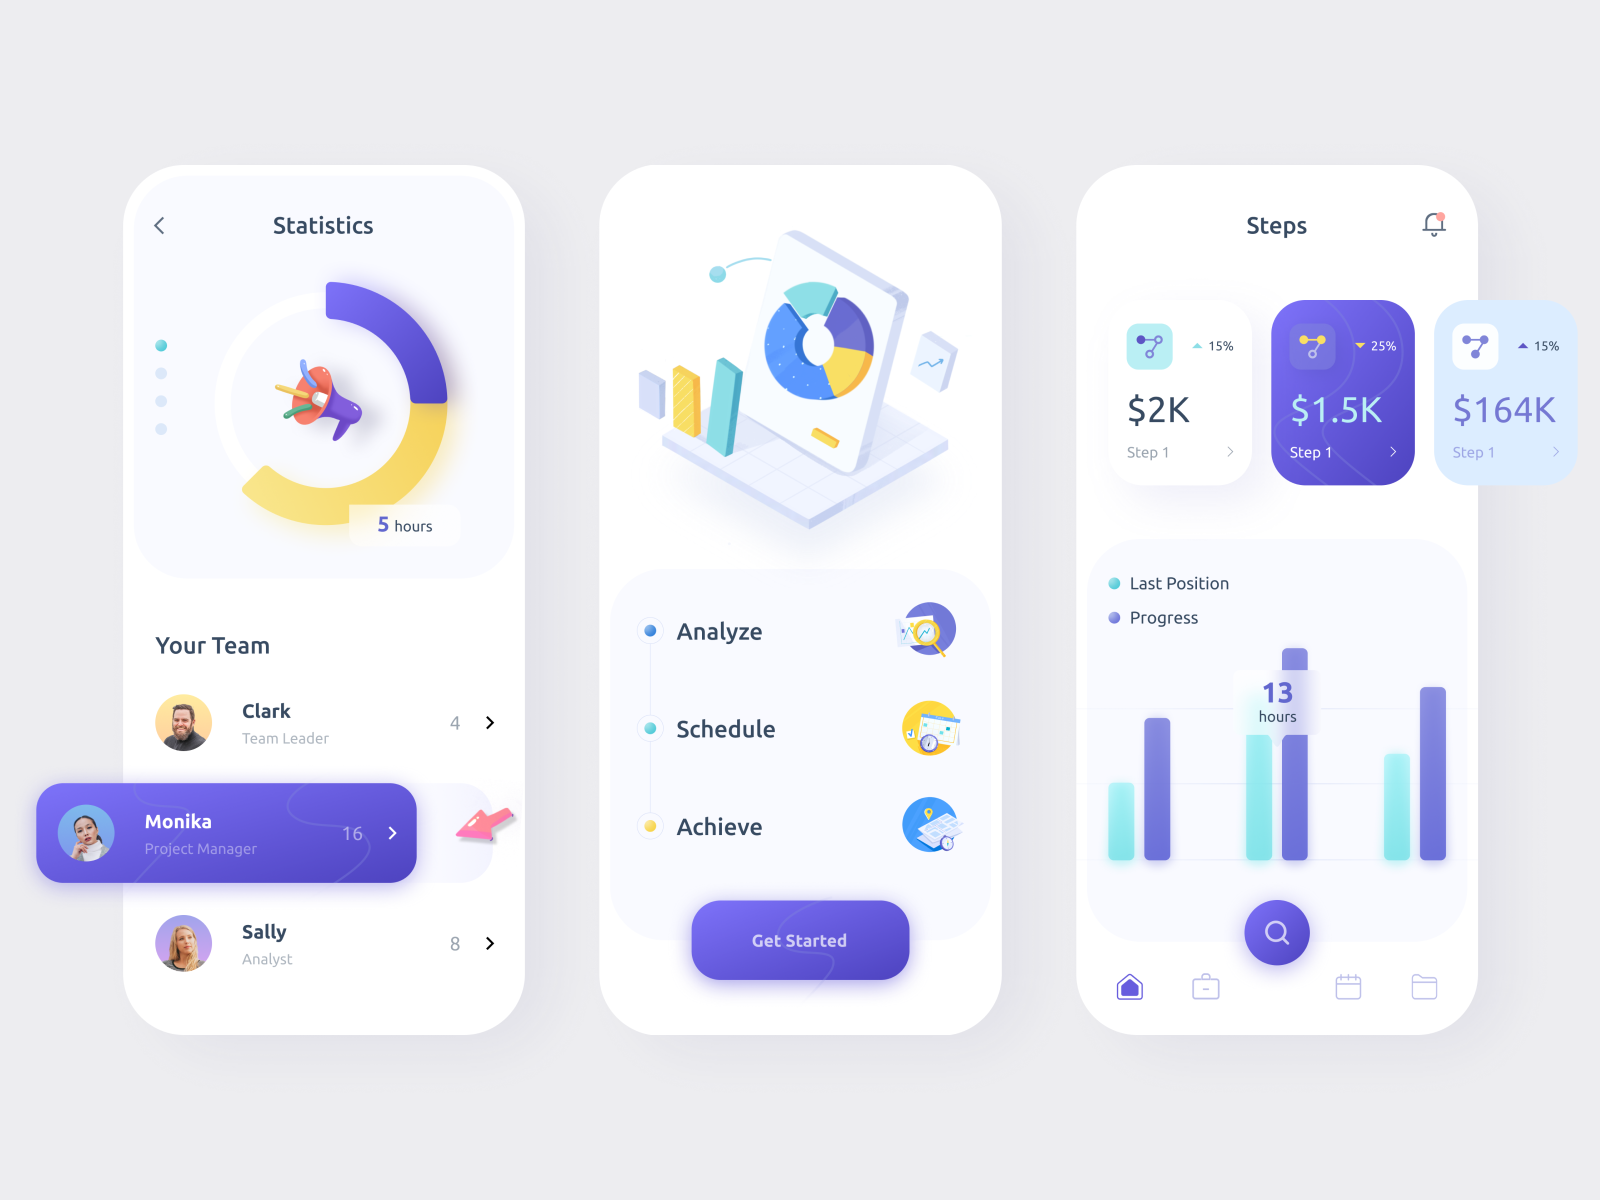 Statistics
5 hours
Your Team
Clark
Team Leader
4
Monika
Project Manager
16
Sally
Analyst
8
Analyze
Schedule
Achieve
Get Started
Steps
15%
$2K
Step 1
25%
$1.5K
Step 1
15%
$164K
Step 1
Last Position
Progress
13
hours